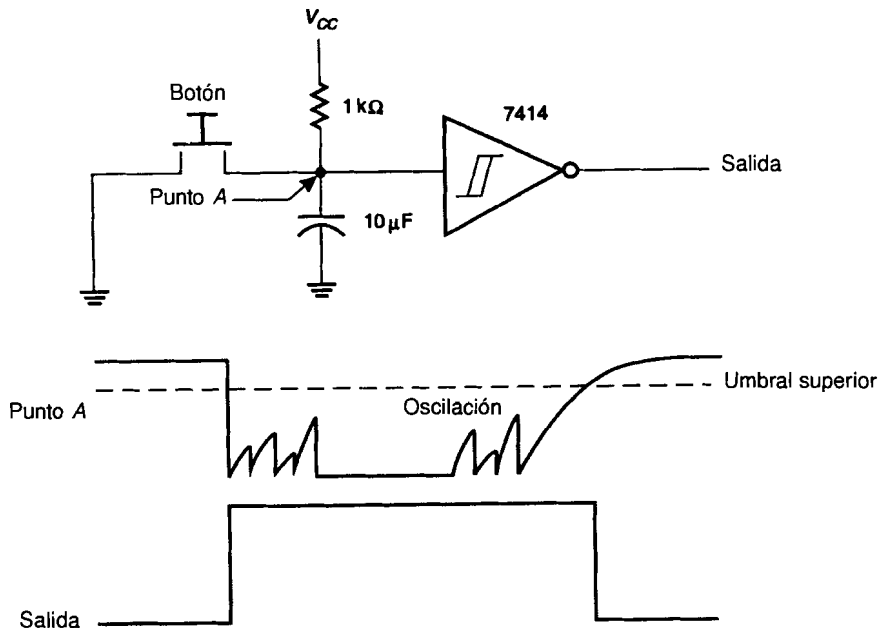 VCC
Botón
1 kΩ
7414
Salida
Punto A
10 µF
Umbral superior
Punto A
Oscilación
Salida